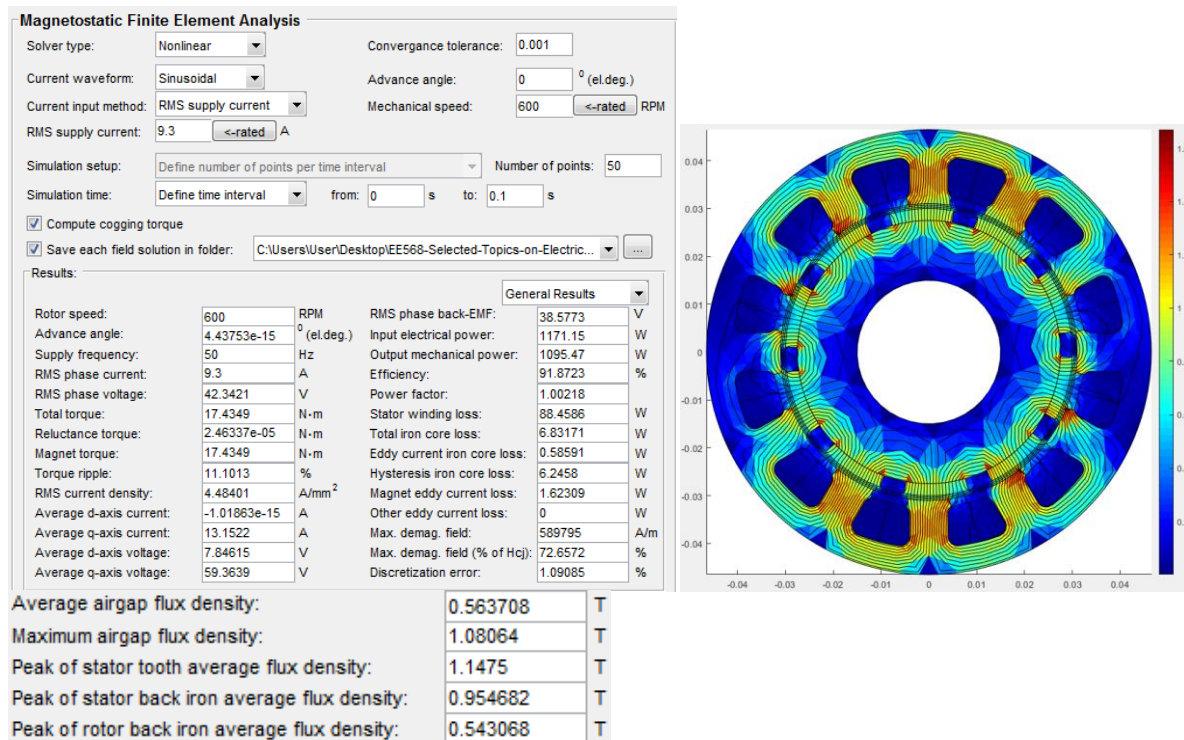 Magnetostatic Finite Element Analysis
Solver type: Nonlinear Convergance tolerance: 0.001
Current waveform: Sinusoidal Advance angle: 0 0 (el.deg.)
Current input method: RMS supply current Mechanical speed: 600 <-rated RPM
RMS supply current: 9.3 <-rated A
Simulation setup: Define number of points per time interval Number of points: 50
Simulation time: Define time interval from: 0 s to: 0.1 s
Compute cogging torque
Save each field solution in folder: C:\Users\User\Desktop\EE568-Selected-Topics-on-Electric... ...
Results:
General Results
Rotor speed: 600 RPM RMS phase back-EMF: 38.5773 V
Advance angle: 4.43753e-15 0 (el.deg.) Input electrical power: 1171.15 W
Supply frequency: 50 Hz Output mechanical power: 1095.47 W
RMS phase current: 9.3 A Efficiency: 91.8723 %
RMS phase voltage: 42.3421 V Power factor: 1.00218
Total torque: 17.4349 N·m Stator winding loss: 88.4586 W
Reluctance torque: 2.46337e-05 N·m Total iron core loss: 6.83171 W
Magnet torque: 17.4349 N·m Eddy current iron core loss: 0.58591 W
Torque ripple: 11.1013 % Hysteresis iron core loss: 6.2458 W
RMS current density: 4.48401 A/mm2 Magnet eddy current loss: 1.62309 W
Average d-axis current: -1.01863e-15 A Other eddy current loss: 0 W
Average q-axis current: 13.1522 A Max. demag. field: 589795 A/m
Average d-axis voltage: 7.84615 V Max. demag. field (% of Hcj): 72.6572 %
Average q-axis voltage: 59.3639 V Discretization error: 1.09085 %
Average airgap flux density: 0.563708 T
Maximum airgap flux density: 1.08064 T
Peak of stator tooth average flux density: 1.1475 T
Peak of stator back iron average flux density: 0.954682 T
Peak of rotor back iron average flux density: 0.543068 T
0.04
0.03
0.02
0.01
0
-0.01
-0.02
-0.03
-0.04
-0.04 -0.03 -0.02 -0.01 0 0.01 0.02 0.03 0.04